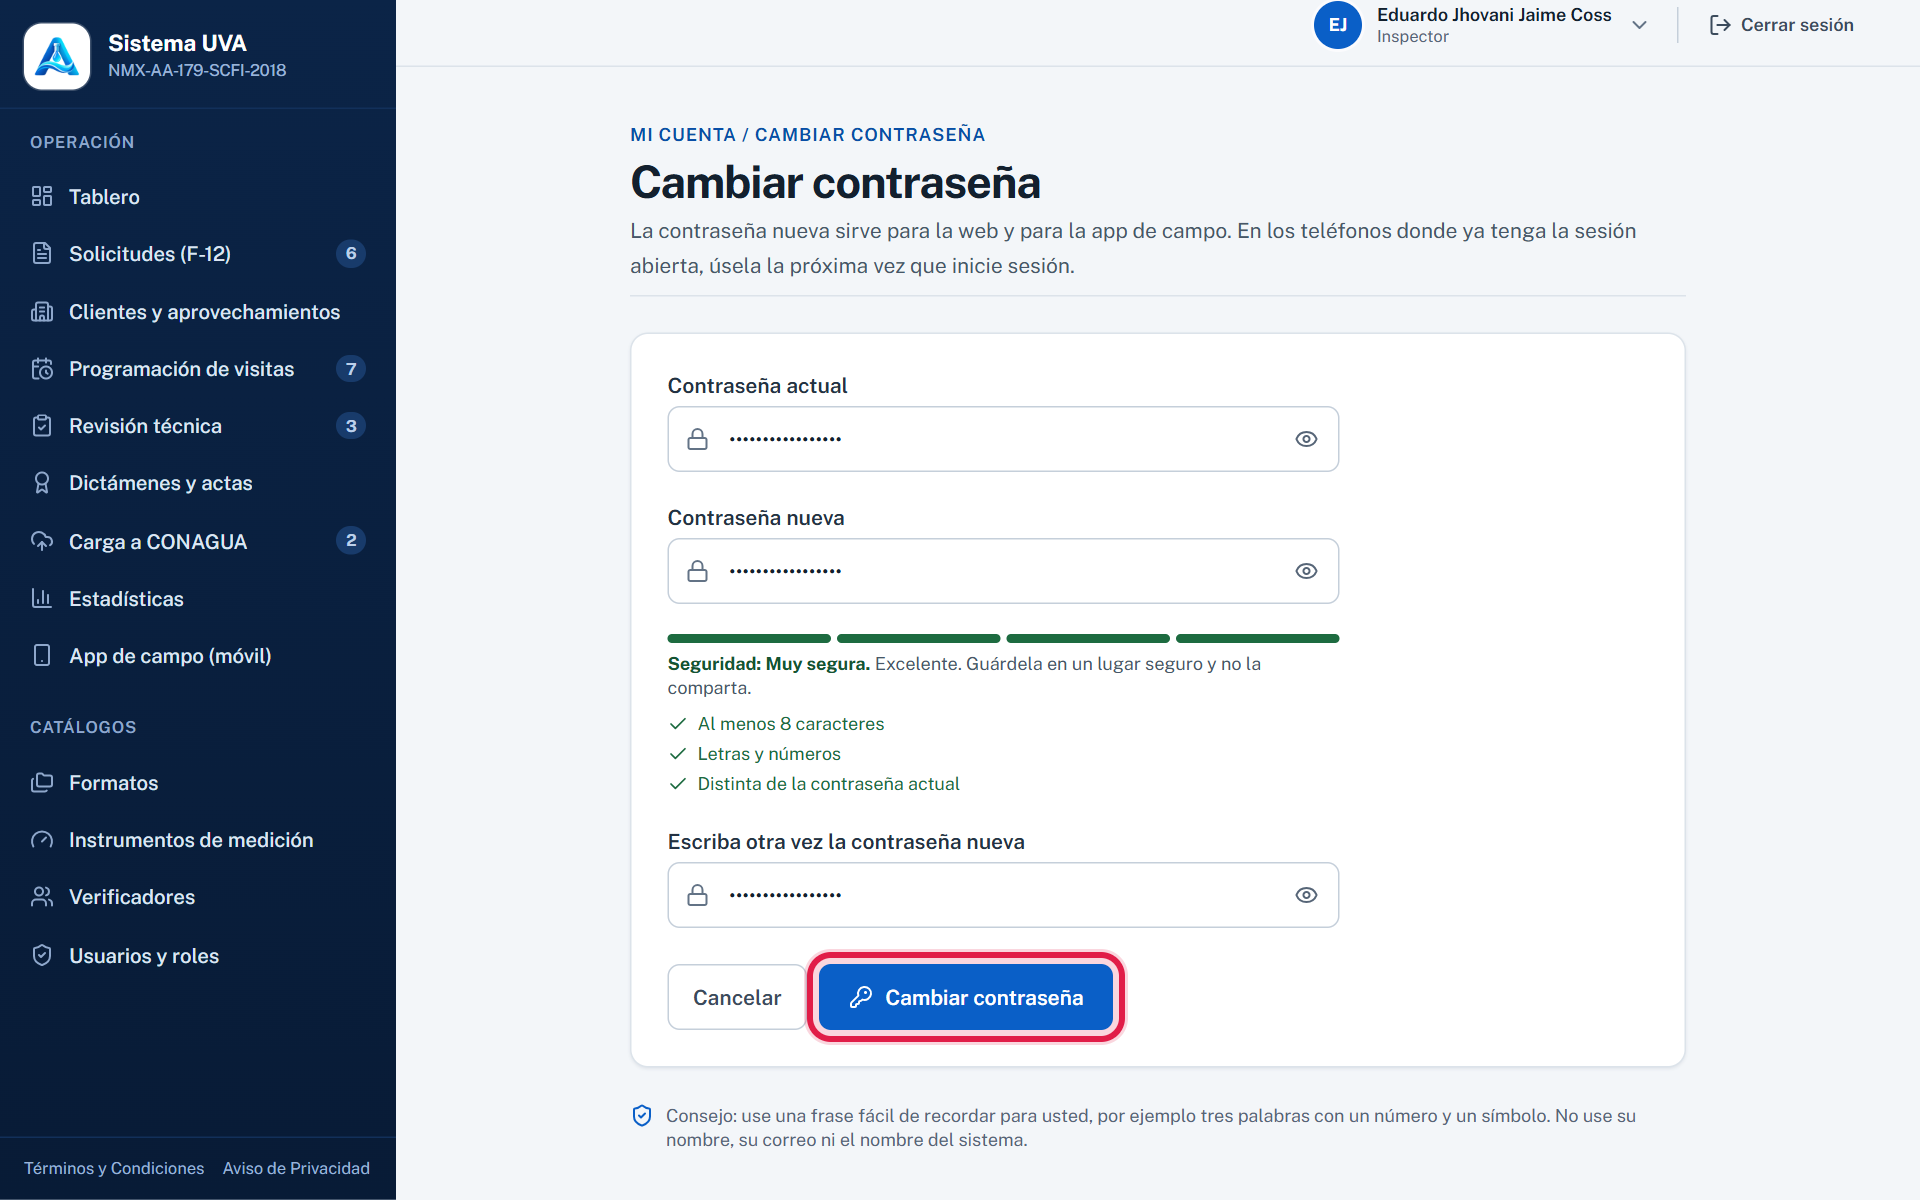 Sistema UVA
NMX-AA-179-SCFI-2018
OPERACIÓN
Tablero
Solicitudes (F-12) 6
Clientes y aprovechamientos
Programación de visitas 7
Revisión técnica 3
Dictámenes y actas
Carga a CONAGUA 2
Estadísticas
App de campo (móvil)
CATÁLOGOS
Formatos
Instrumentos de medición
Verificadores
Usuarios y roles
Términos y Condiciones Aviso de Privacidad
EJ
Eduardo Jhovani Jaime Coss
Inspector
Cerrar sesión
MI CUENTA / CAMBIAR CONTRASEÑA
Cambiar contraseña
La contraseña nueva sirve para la web y para la app de campo. En los teléfonos donde ya tenga la sesión
abierta, úsela la próxima vez que inicie sesión.
Contraseña actual
••••••••••••••••
Contraseña nueva
••••••••••••••••
Seguridad: Muy segura. Excelente. Guárdela en un lugar seguro y no la
comparta.
Al menos 8 caracteres
Letras y números
Distinta de la contraseña actual
Escriba otra vez la contraseña nueva
••••••••••••••••
Cancelar
Cambiar contraseña
Consejo: use una frase fácil de recordar para usted, por ejemplo tres palabras con un número y un símbolo. No use su
nombre, su correo ni el nombre del sistema.